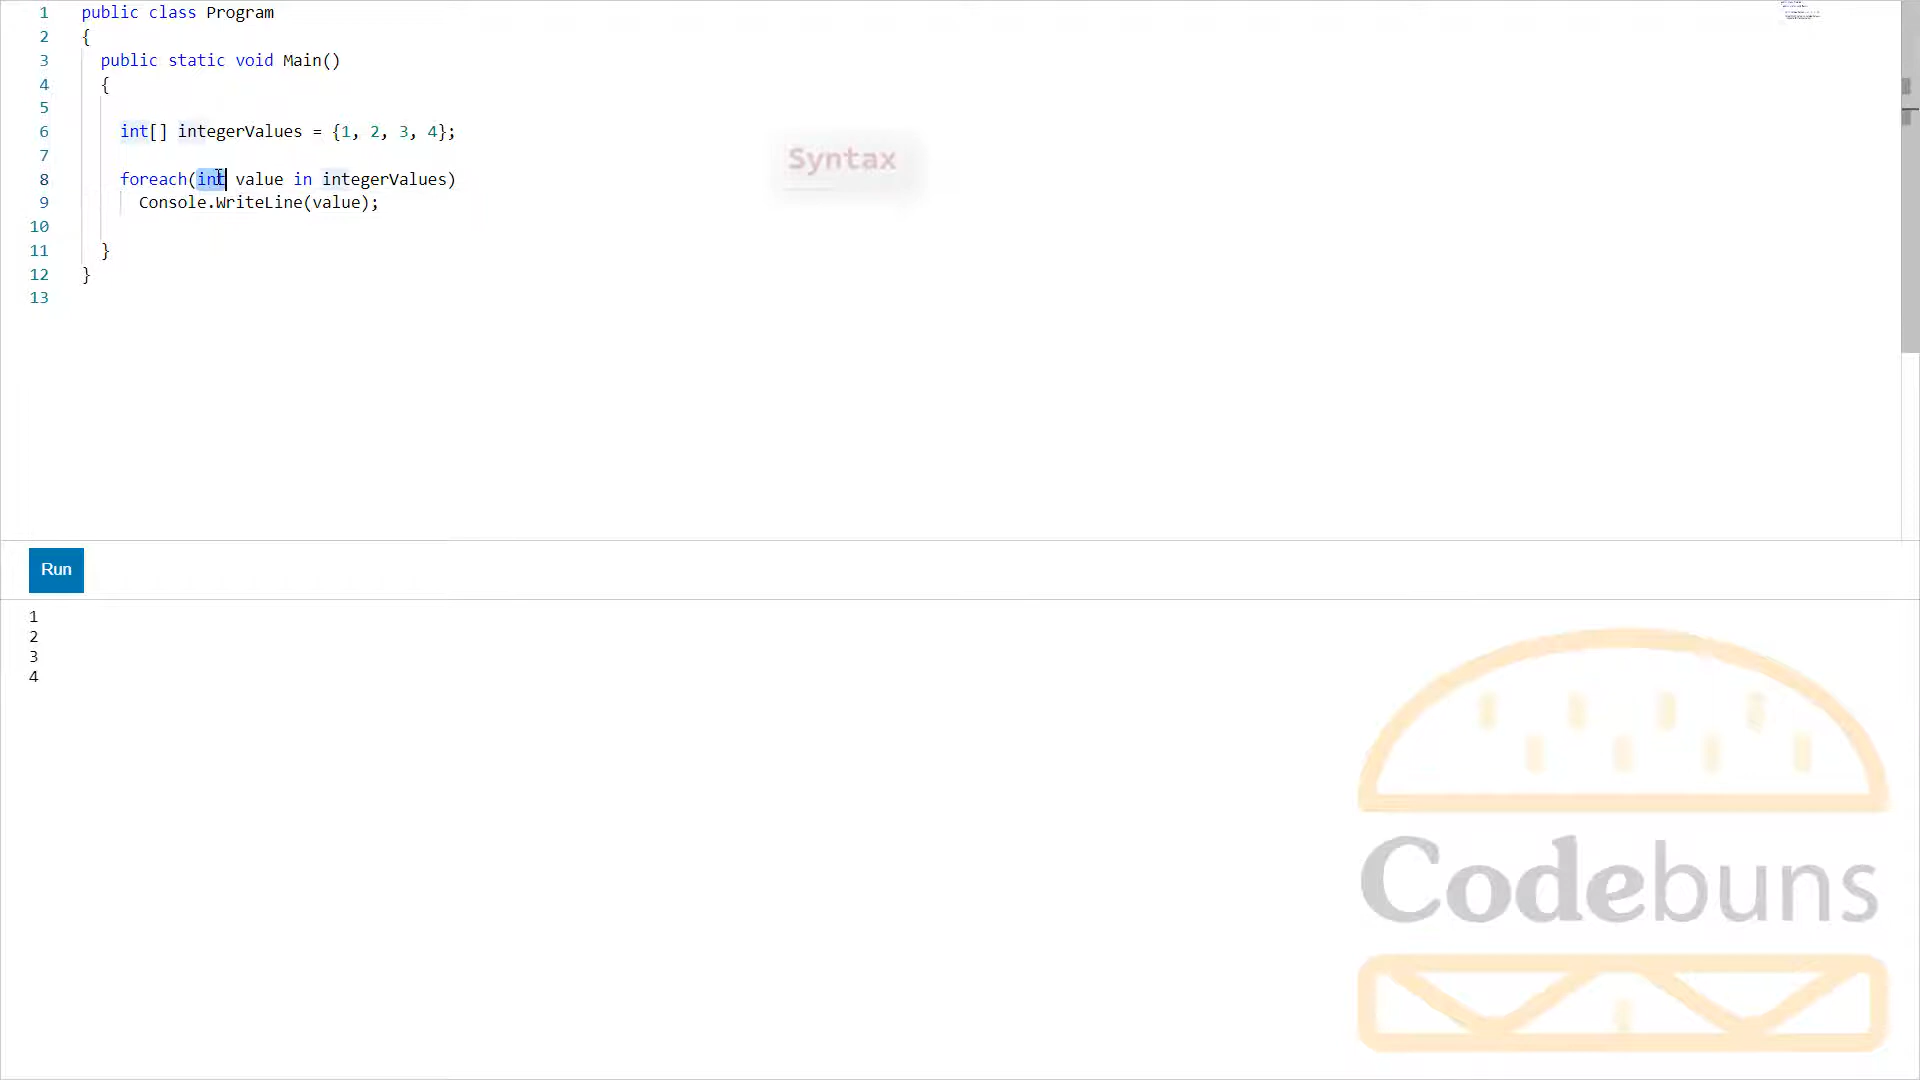 1 public class Program
2 {
3 public static void Main()
4 {
5
6 int[] integerValues = {1, 2, 3, 4};
7
8 foreach(int value in integerValues)
9 Console.WriteLine(value);
10
11 }
12 }
13
Syntax
Run
1
2
3
4
Codebuns